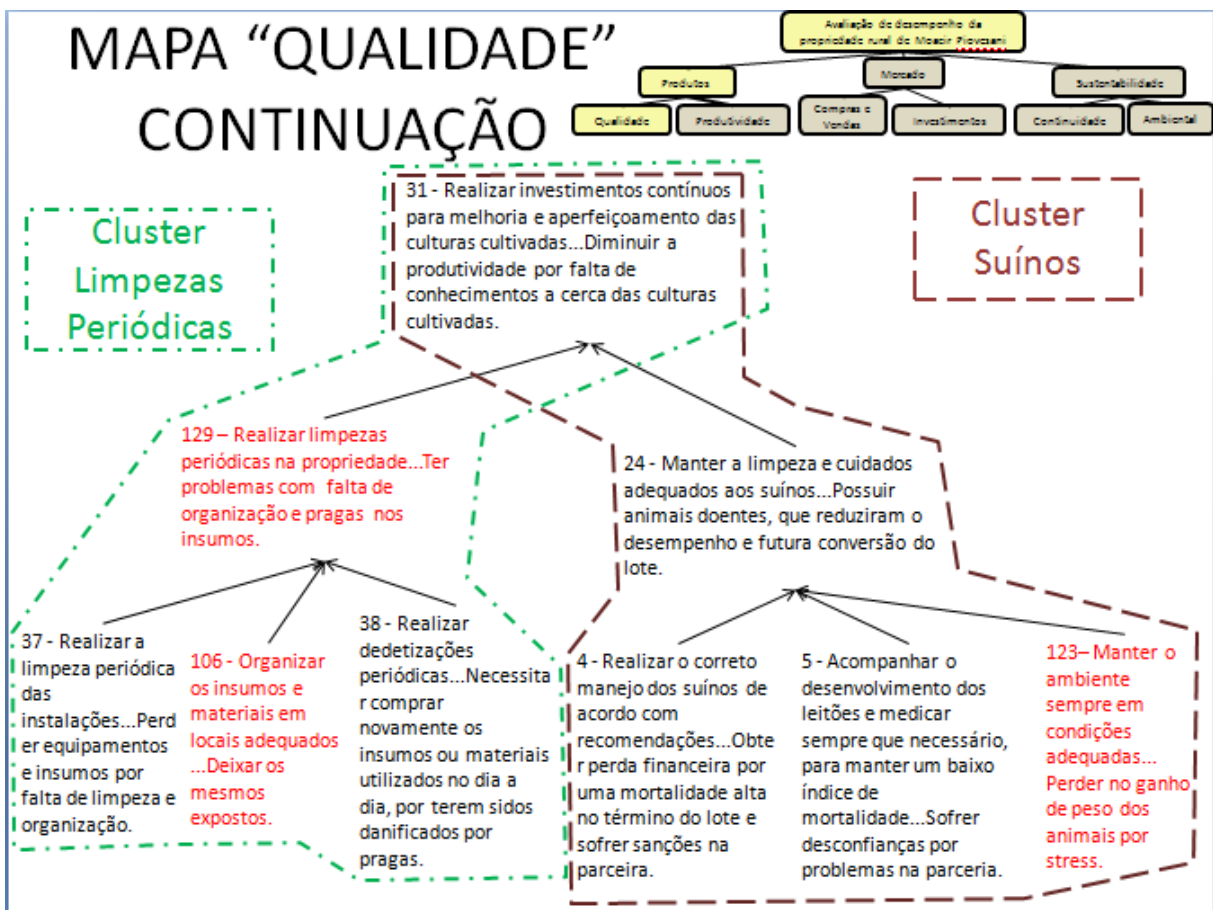 MAPA “QUALIDADE”
CONTINUAÇÃO
Avaliação de desempenho da
propriedade rural de Moacir Piovesani
Produtos
Mercado
Sustentabilidade
Qualidade
Produtividade
Compras e
Vendas
Investimentos
Continuidade
Ambiental
Cluster
Limpezas
Periódicas
31 - Realizar investimentos contínuos
para melhoria e aperfeiçoamento das
culturas cultivadas...Diminuir a
produtividade por falta de
conhecimentos a cerca das culturas
cultivadas.
Cluster
Suínos
129 – Realizar limpezas
periódicas na propriedade...Ter
problemas com falta de
organização e pragas nos
insumos.
24 - Manter a limpeza e cuidados
adequados aos suínos...Possuir
animais doentes, que reduziram o
desempenho e futura conversão do
lote.
37 - Realizar a
limpeza periódica
das
instalações...Perd
er equipamentos
e insumos por
falta de limpeza e
organização.
106 - Organizar
os insumos e
materiais em
locais adequados
...Deixar os
mesmos
expostos.
38 - Realizar
dedetizações
periódicas...Necessita
r comprar
novamente os
insumos ou materiais
utilizados no dia a
dia, por terem sidos
danificados por
pragas.
4 - Realizar o correto
manejo dos suínos de
acordo com
recomendações...Obte
r perda financeira por
uma mortalidade alta
no término do lote e
sofrer sanções na
parceira.
5 - Acompanhar o
desenvolvimento dos
leitões e medicar
sempre que necessário,
para manter um baixo
índice de
mortalidade...Sofrer
desconfianças por
problemas na parceria.
123– Manter o
ambiente
sempre em
condições
adequadas...
Perder no ganho
de peso dos
animais por
stress.